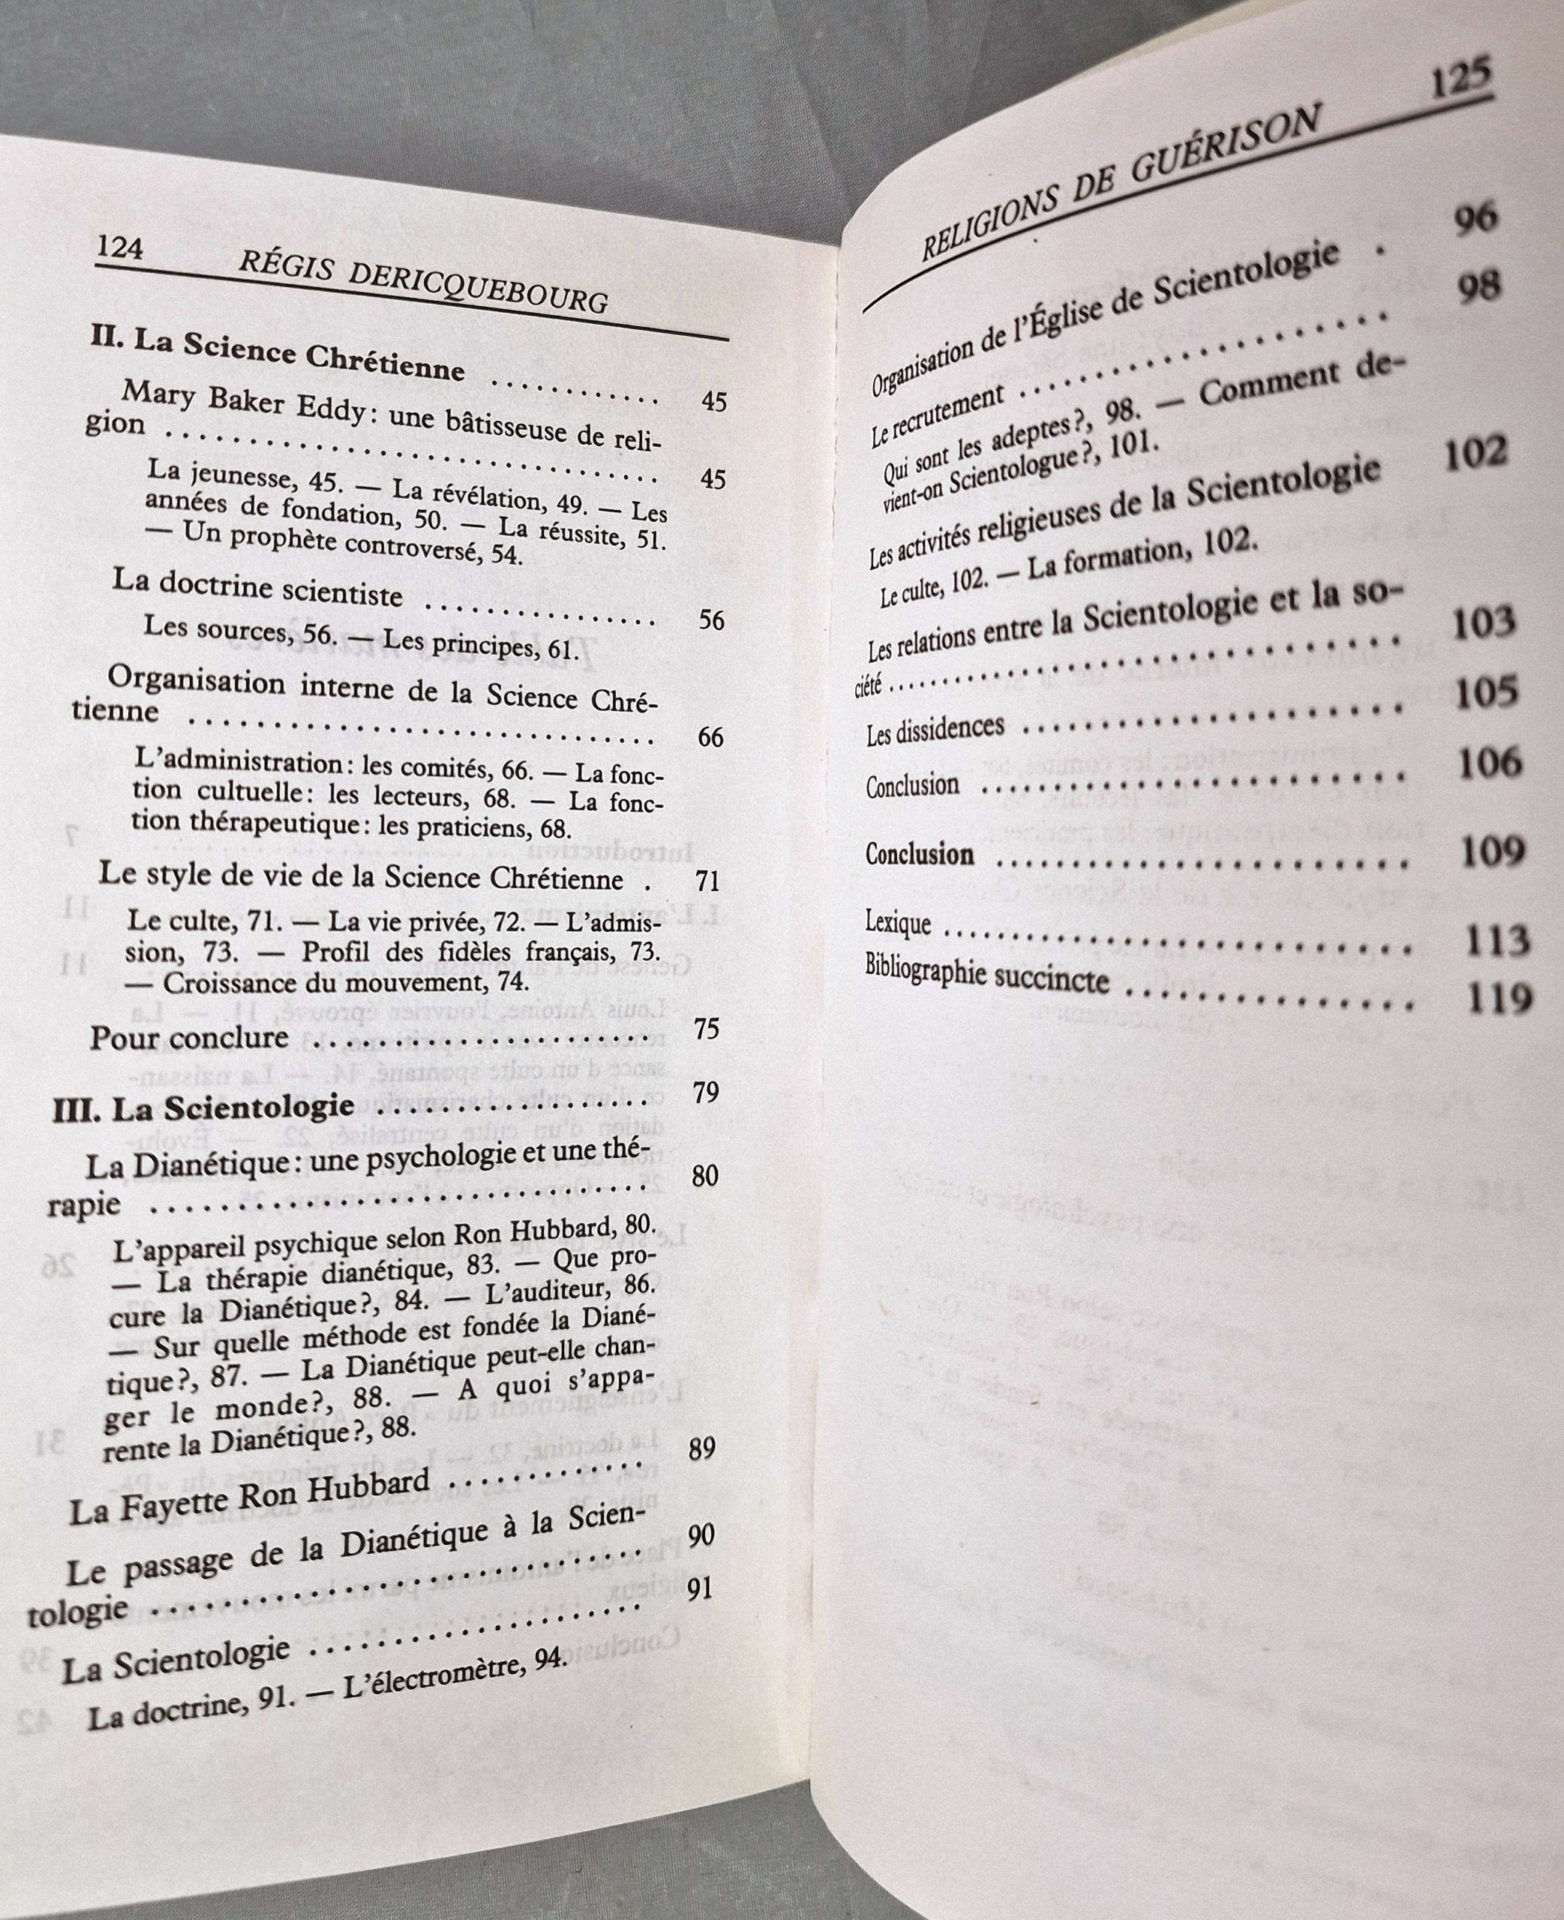 124 RÉGIS DERICQUEBOURG
II. La Science Chrétienne .......... 45
Mary Baker Eddy : une bâtisseuse de reli-
gion .............................. 45
La jeunesse, 45. — La révélation, 49. — Les
années de fondation, 50. — La réussite, 51.
— Un prophète controversé, 54.
La doctrine scientiste ................ 56
Les sources, 56. — Les principes, 61.
Organisation interne de la Science Chré-
tienne ............................ 66
L'administration : les comités, 66. — La fonc-
tion cultuelle : les lecteurs, 68. — La fonc-
tion thérapeutique : les praticiens, 68.
Le style de vie de la Science Chrétienne . 71
Le culte, 71. — La vie privée, 72. — L'admis-
sion, 73. — Profil des fidèles français, 73.
— Croissance du mouvement, 74.
Pour conclure ...................... 75
III. La Scientologie .................. 79
La Dianétique : une psychologie et une thé-
rapie .............................. 80
L'appareil psychique selon Ron Hubbard, 80.
— La thérapie dianétique, 83. — Que pro-
cure la Dianétique ?, 84. — L'auditeur, 86.
— Sur quelle méthode est fondée la Diané-
tique ?, 87. — La Dianétique peut-elle chan-
ger le monde ?, 88. — A quoi s'appa-
rente la Dianétique ?, 88.
La Fayette Ron Hubbard ............. 89
Le passage de la Dianétique à la Scien-
tologie ............................ 90
La Scientologie ...................... 91
La doctrine, 91. — L'électromètre, 94.
RELIGIONS DE GUÉRISON 125
Organisation de l'Église de Scientologie . 96
Le recrutement ...................... 98
Qui sont les adeptes ?, 98. — Comment de-
vient-on Scientologue ?, 101.
Les activités religieuses de la Scientologie 102
Le culte, 102. — La formation, 102.
Les relations entre la Scientologie et la so-
ciété .............................. 103
Les dissidences ...................... 105
Conclusion .......................... 106
Conclusion .......................... 109
Lexique ............................ 113
Bibliographie succincte ................ 119